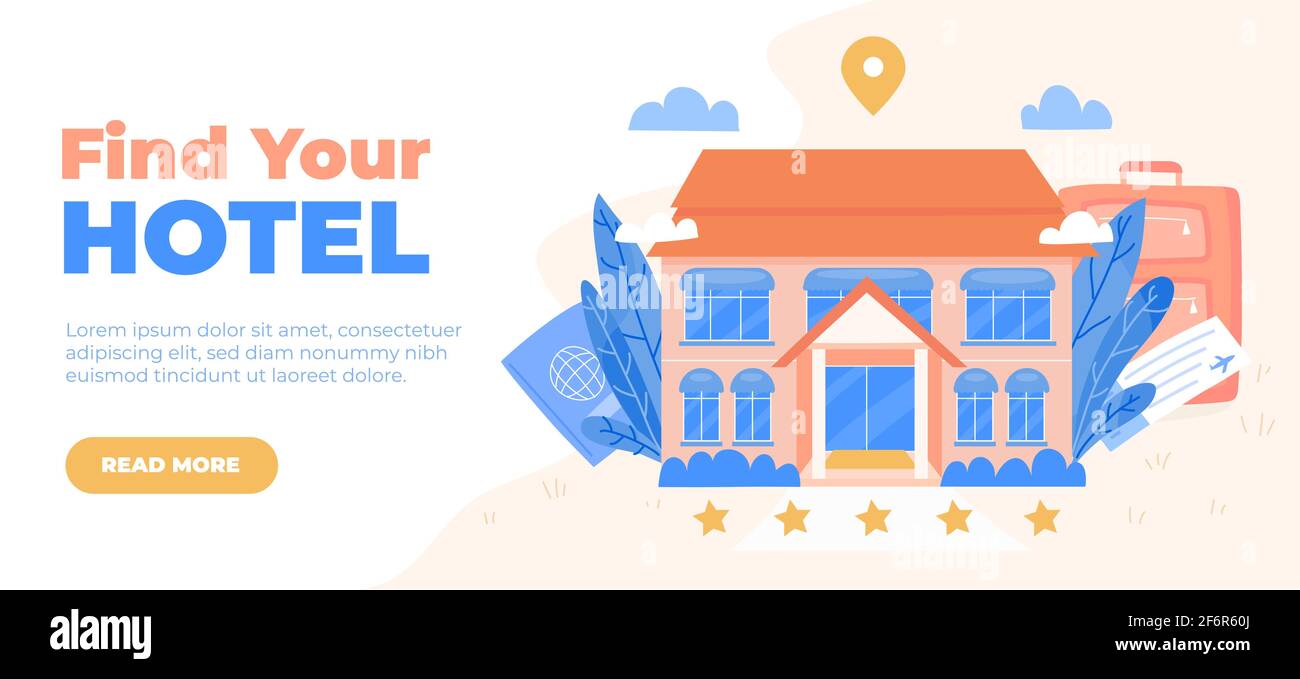 Find Your
HOTEL
Lorem ipsum dolor sit amet, consectetuer
adipiscing elit, sed diam nonummy nibh
euismod tincidunt ut laoreet dolore.
READ MORE
alamy
alamy
alamy
Image ID: 2F6R60J
www.alamy.com